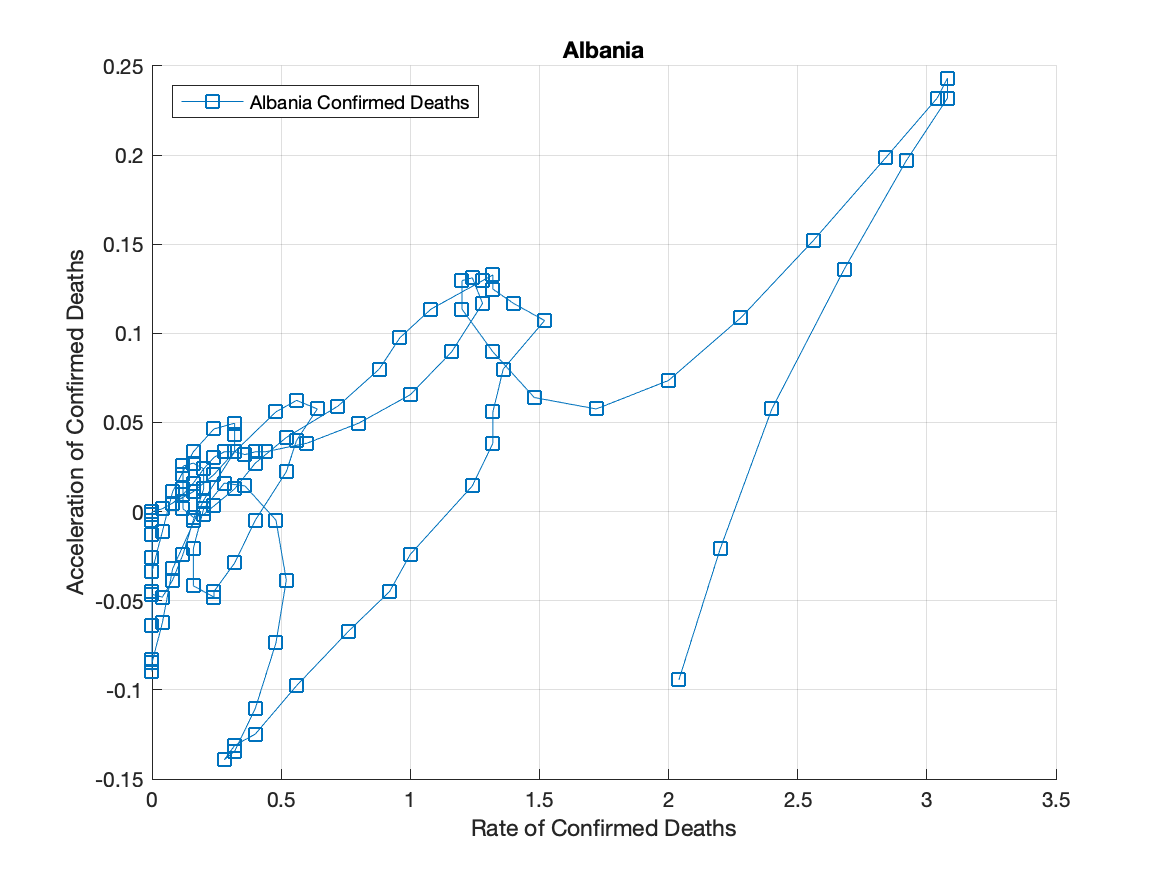 Albania
Albania Confirmed Deaths
Acceleration of Confirmed Deaths
0.25
0.2
0.15
0.1
0.05
0
-0.05
-0.1
-0.15
0 0.5 1 1.5 2 2.5 3 3.5
Rate of Confirmed Deaths